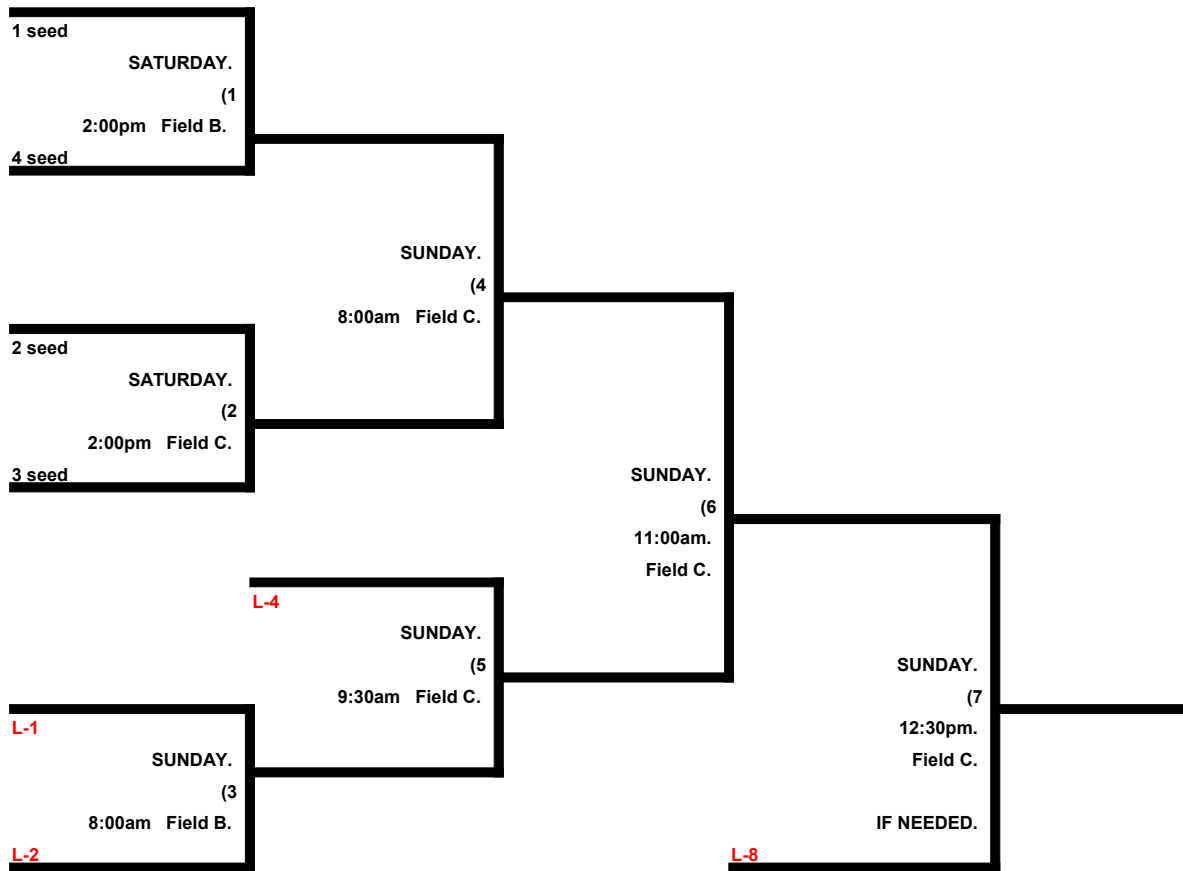 1 seed
SATURDAY.
(1
2:00pm Field B.
4 seed
SUNDAY.
(4
8:00am Field C.
2 seed
SATURDAY.
(2
2:00pm Field C.
3 seed
SUNDAY.
(6
11:00am.
Field C.
L-4
SUNDAY.
(5
9:30am Field C.
SUNDAY.
(7
12:30pm.
Field C.
IF NEEDED.
L-1
SUNDAY.
(3
8:00am Field B.
L-2
L-8